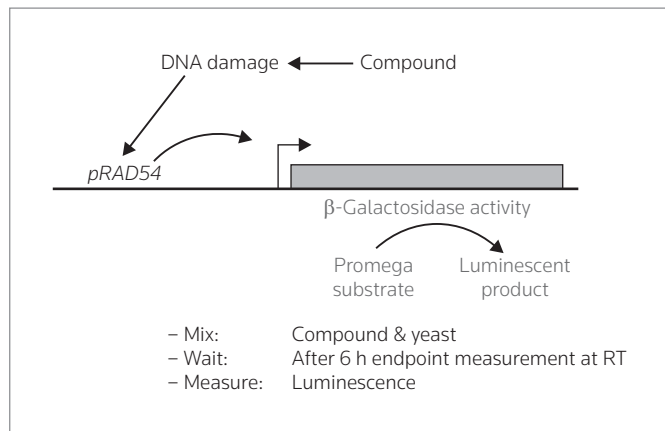 DNA damage Compound
pRAD54
β-Galactosidase activity
Promega Luminescent
substrate product
– Mix: Compound & yeast
– Wait: After 6 h endpoint measurement at RT
– Measure: Luminescence